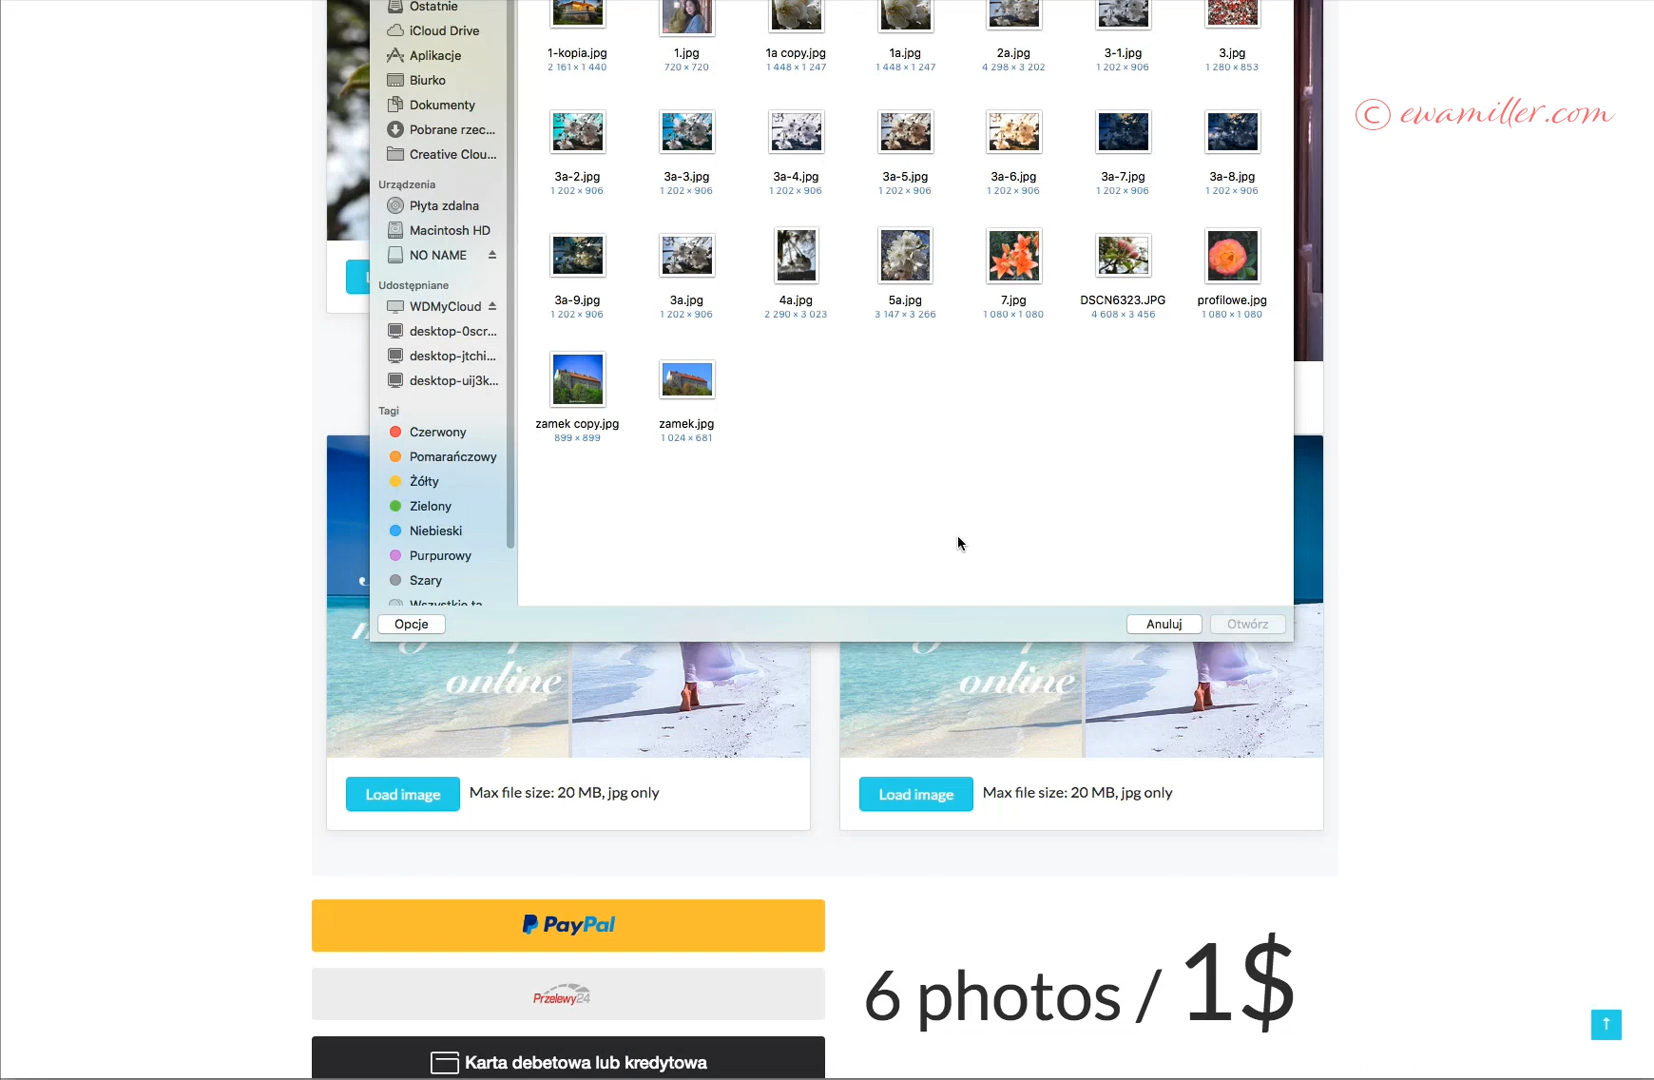 Ostatnie
iCloud Drive
Aplikacje
Biurko
Dokumenty
Pobrane rzec...
Creative Clou...
Urządzenia
Płyta zdalna
Macintosh HD
NO NAME
Udostępniane
WDMyCloud
desktop-0scr...
desktop-jtchi...
desktop-uij3k...
Tagi
Czerwony
Pomarańczowy
Żółty
Zielony
Niebieski
Purpurowy
Szary
Wszystkie ta
1-kopia.jpg 1.jpg 1a copy.jpg 1a.jpg 2a.jpg 3-1.jpg 3.jpg
2 161 × 1 440 720 × 720 1 448 × 1 247 1 448 × 1 247 4 298 × 3 202 1 202 × 906 1 280 × 853
3a-2.jpg 3a-3.jpg 3a-4.jpg 3a-5.jpg 3a-6.jpg 3a-7.jpg 3a-8.jpg
1 202 × 906 1 202 × 906 1 202 × 906 1 202 × 906 1 202 × 906 1 202 × 906 1 202 × 906
3a-9.jpg 3a.jpg 4a.jpg 5a.jpg 7.jpg DSCN6323.JPG profilowe.jpg
1 202 × 906 1 202 × 906 2 290 × 3 023 3 147 × 3 266 1 080 × 1 080 4 608 × 3 456 1 080 × 1 080
zamek copy.jpg zamek.jpg
899 × 899 1 024 × 681
Opcje Anuluj Otwórz
© ewamiller.com
online online
Load image Max file size: 20 MB, jpg only Load image Max file size: 20 MB, jpg only
PayPal
Przelewy24
6 photos / 1$
Karta debetowa lub kredytowa